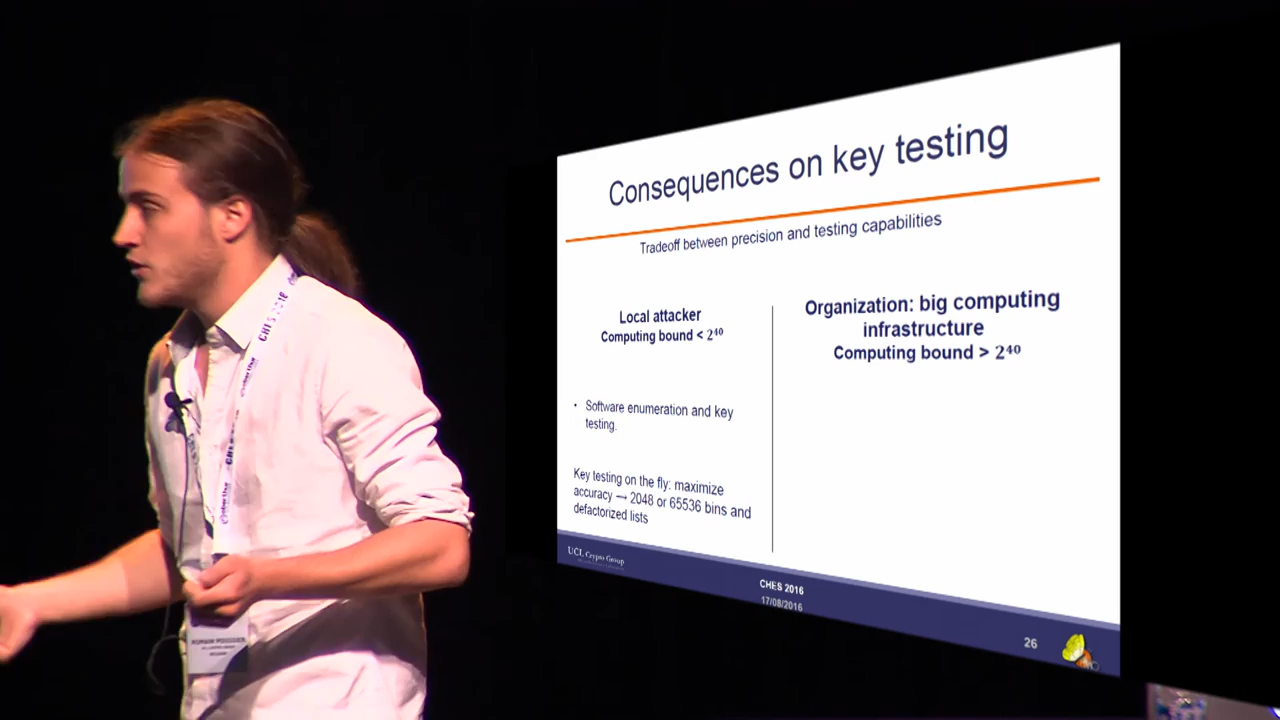 Consequences on key testing
Tradeoff between precision and testing capabilities
Local attacker
Computing bound < 2⁴⁰
• Software enumeration and key
testing.
Key testing on the fly: maximize
accuracy → 2048 or 65536 bins and
defactorized lists
Organization: big computing
infrastructure
Computing bound > 2⁴⁰
UCL Crypto Group
CHES 2016
17/08/2016
26
CHES 2016